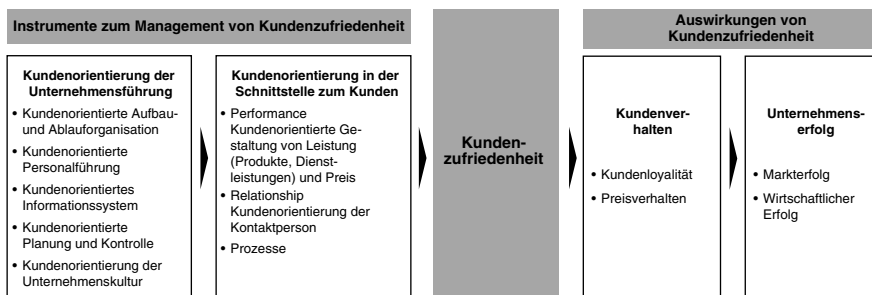 Instrumente zum Management von Kundenzufriedenheit
Kundenorientierung der
Unternehmensführung
• Kundenorientierte Aufbau-
und Ablauforganisation
• Kundenorientierte
Personalführung
• Kundenorientiertes
Informationssystem
• Kundenorientierte
Planung und Kontrolle
• Kundenorientierung der
Unternehmenskultur
Kundenorientierung in der
Schnittstelle zum Kunden
• Performance
Kundenorientierte Ge-
staltung von Leistung
(Produkte, Dienst-
leistungen) und Preis
• Relationship
Kundenorientierung der
Kontaktperson
• Prozesse
Kunden-
zufriedenheit
Auswirkungen von
Kundenzufriedenheit
Kundenver-
halten
• Kundenloyalität
• Preisverhalten
Unternehmens-
erfolg
• Markterfolg
• Wirtschaftlicher
Erfolg